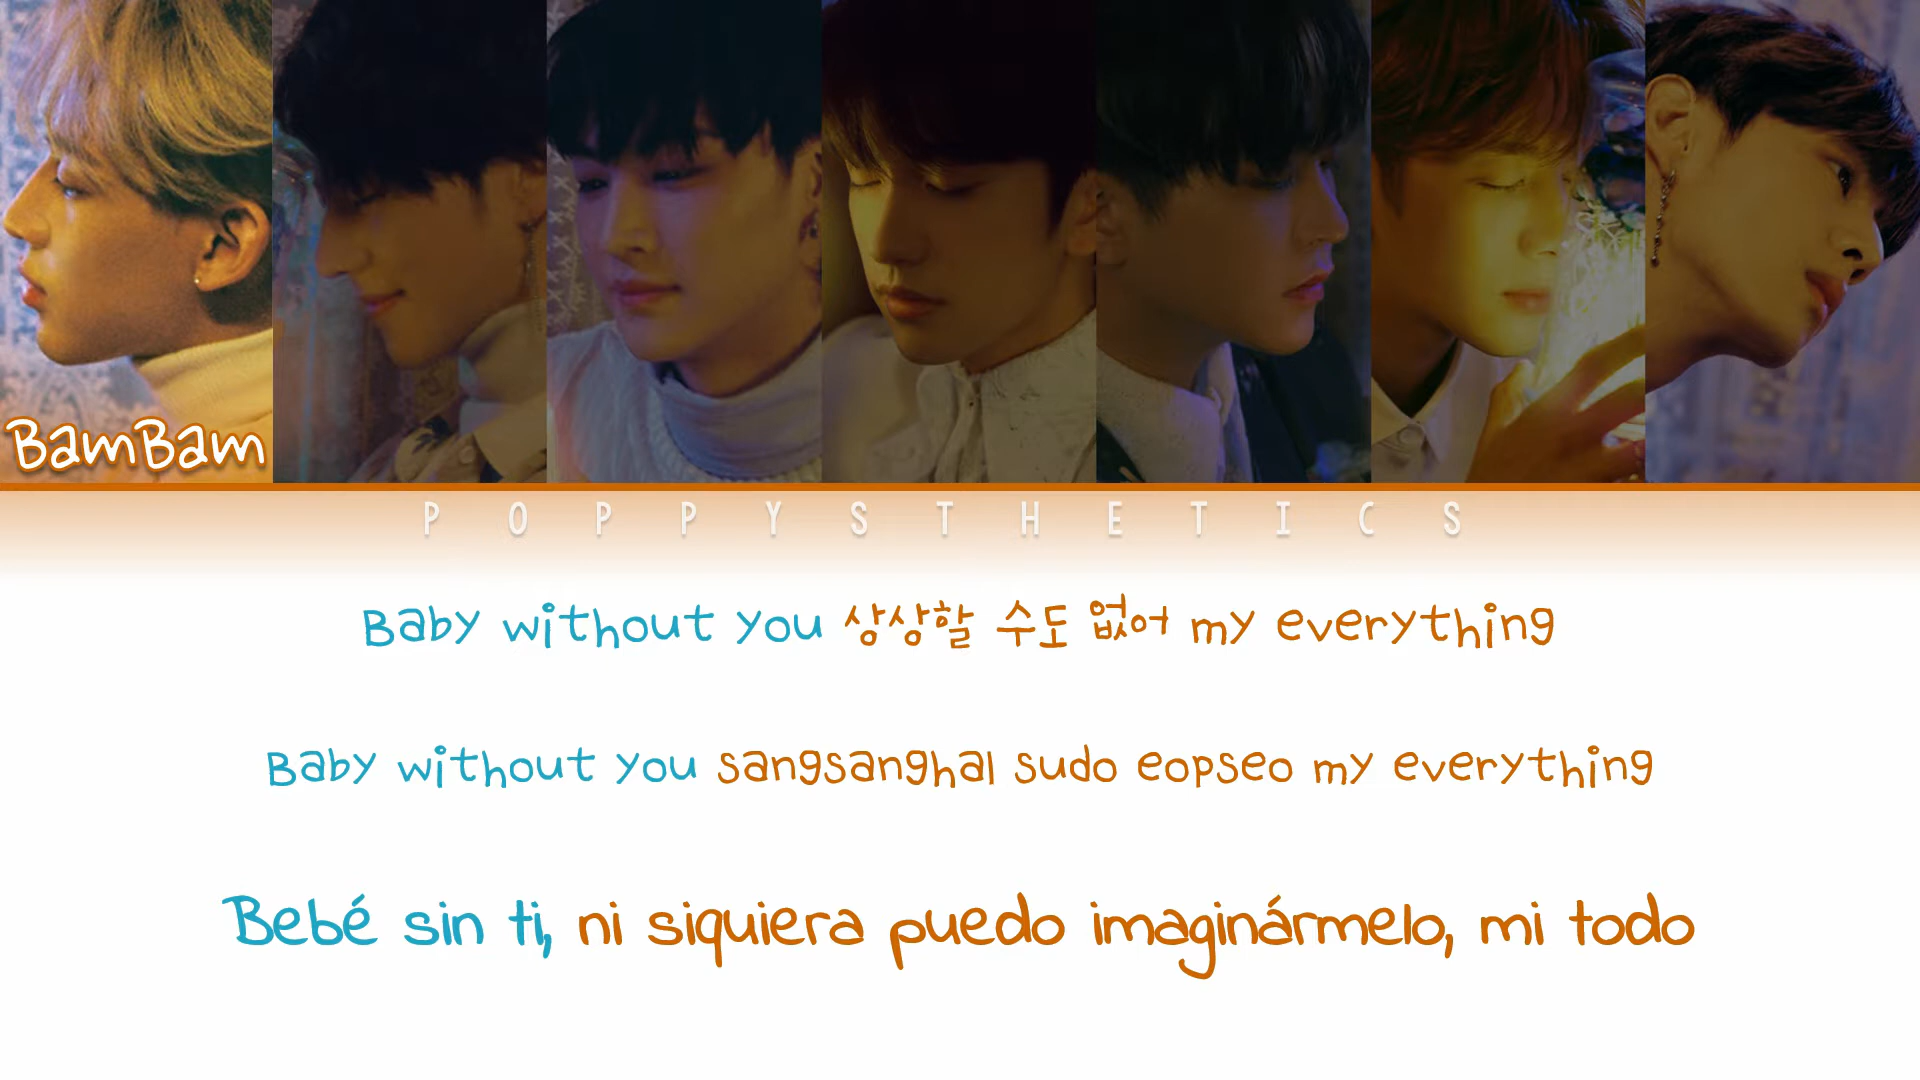 BamBam
POPPYSTHETICS
Baby without you 상상할 수도 없어 my everything
Baby without you sangsanghal sudo eopseo my everything
Bebé sin ti, ni siquiera puedo imaginármelo, mi todo